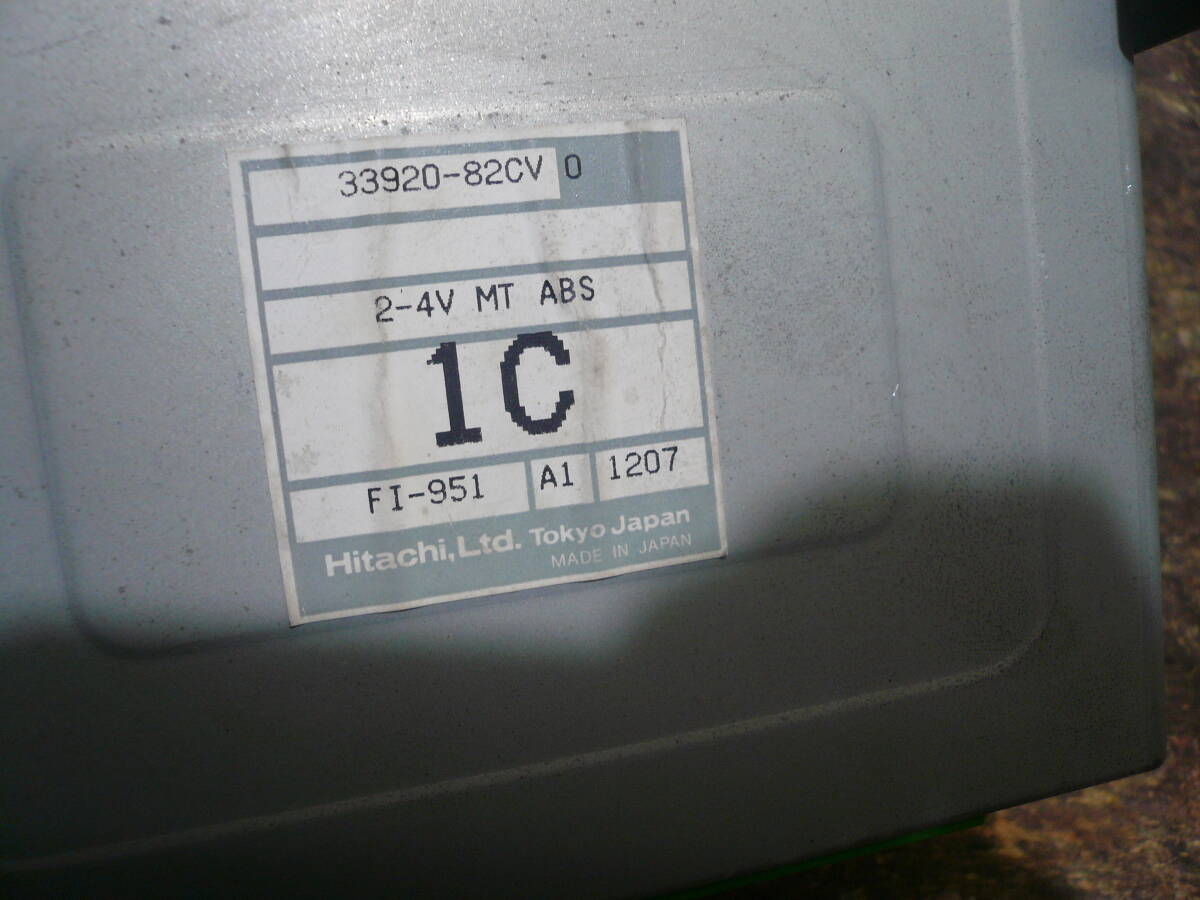 33920-82CV 0
2-4V MT ABS
1C
FI-951 A1 1207
Hitachi,Ltd. Tokyo Japan
MADE IN JAPAN